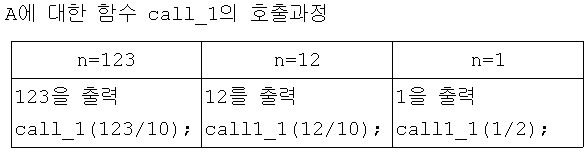 A에 대한 함수 call_1의 호출과정
n=123 n=12 n=1
123을 출력 12를 출력 1을 출력
call_1(123/10); call1_1(12/10); call1_1(1/2);